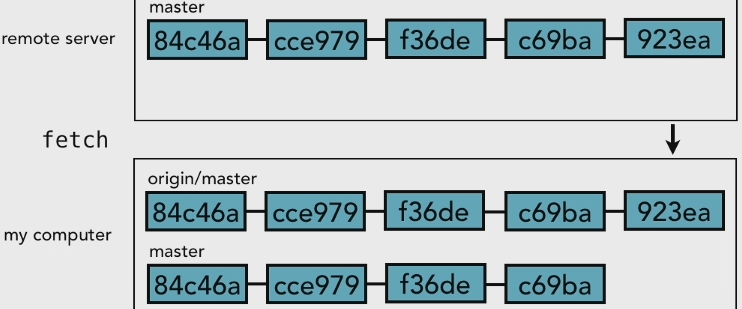 master
remote server
84c46a cce979 f36de c69ba 923ea
fetch
origin/master
84c46a cce979 f36de c69ba 923ea
my computer
master
84c46a cce979 f36de c69ba